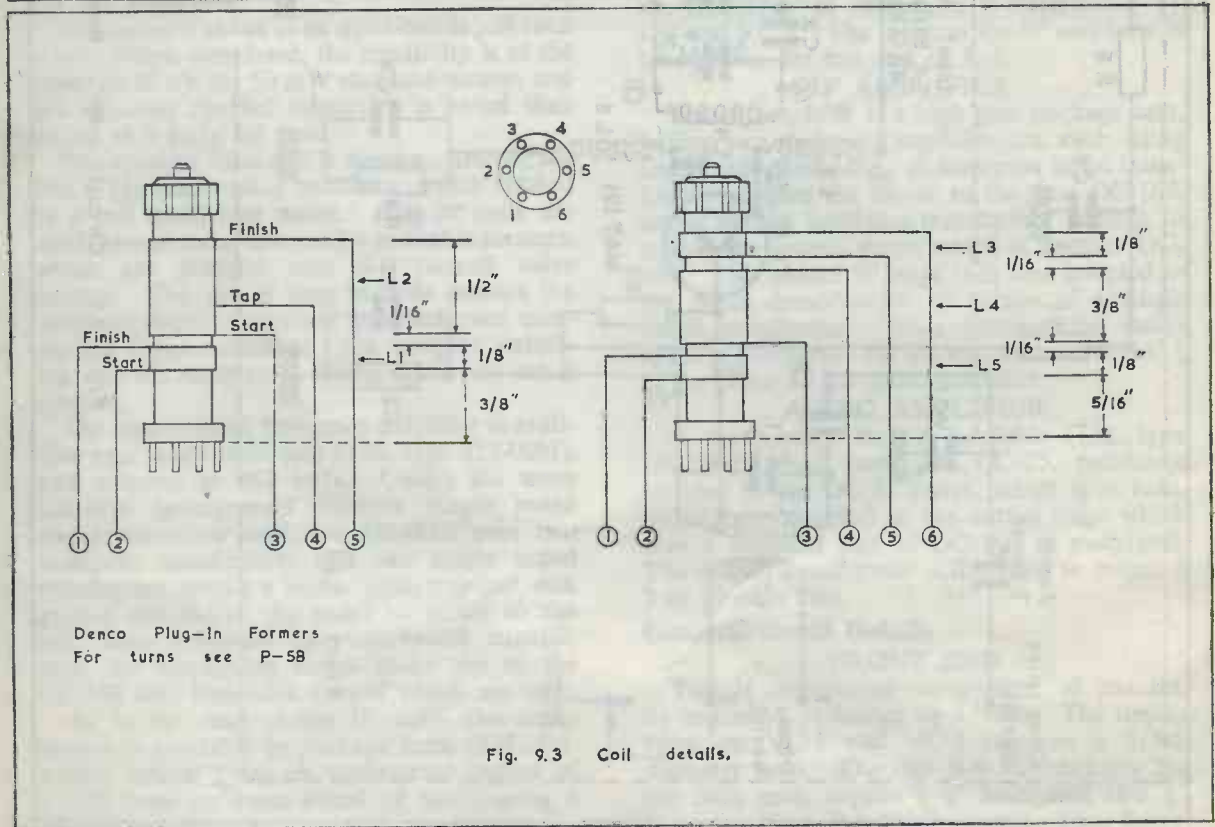 3 4
2 5
1 6
Finish
L2
1/2"
Tap
1/16"
Finish
Start
Start
L1
1/8"
3/8"
① ② ③ ④ ⑤
L3
1/8"
1/16"
L4
3/8"
1/16"
L5
1/8"
5/16"
① ② ③ ④ ⑤ ⑥
Denco Plug-in Formers
For turns see P-58
Fig. 9.3 Coil details.